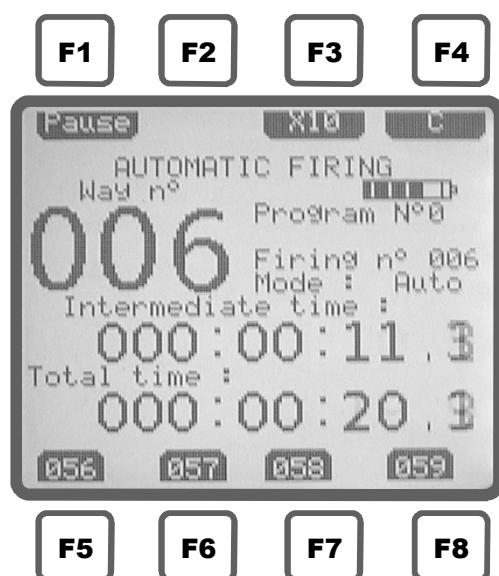 F1 F2 F3 F4
Pause X10 C
AUTOMATIC FIRING
Way n°
006
Program N°0
Firing n° 006
Mode : Auto
Intermediate time :
000:00:11.3
Total time :
000:00:20.
056 057 058 059
F5 F6 F7 F8